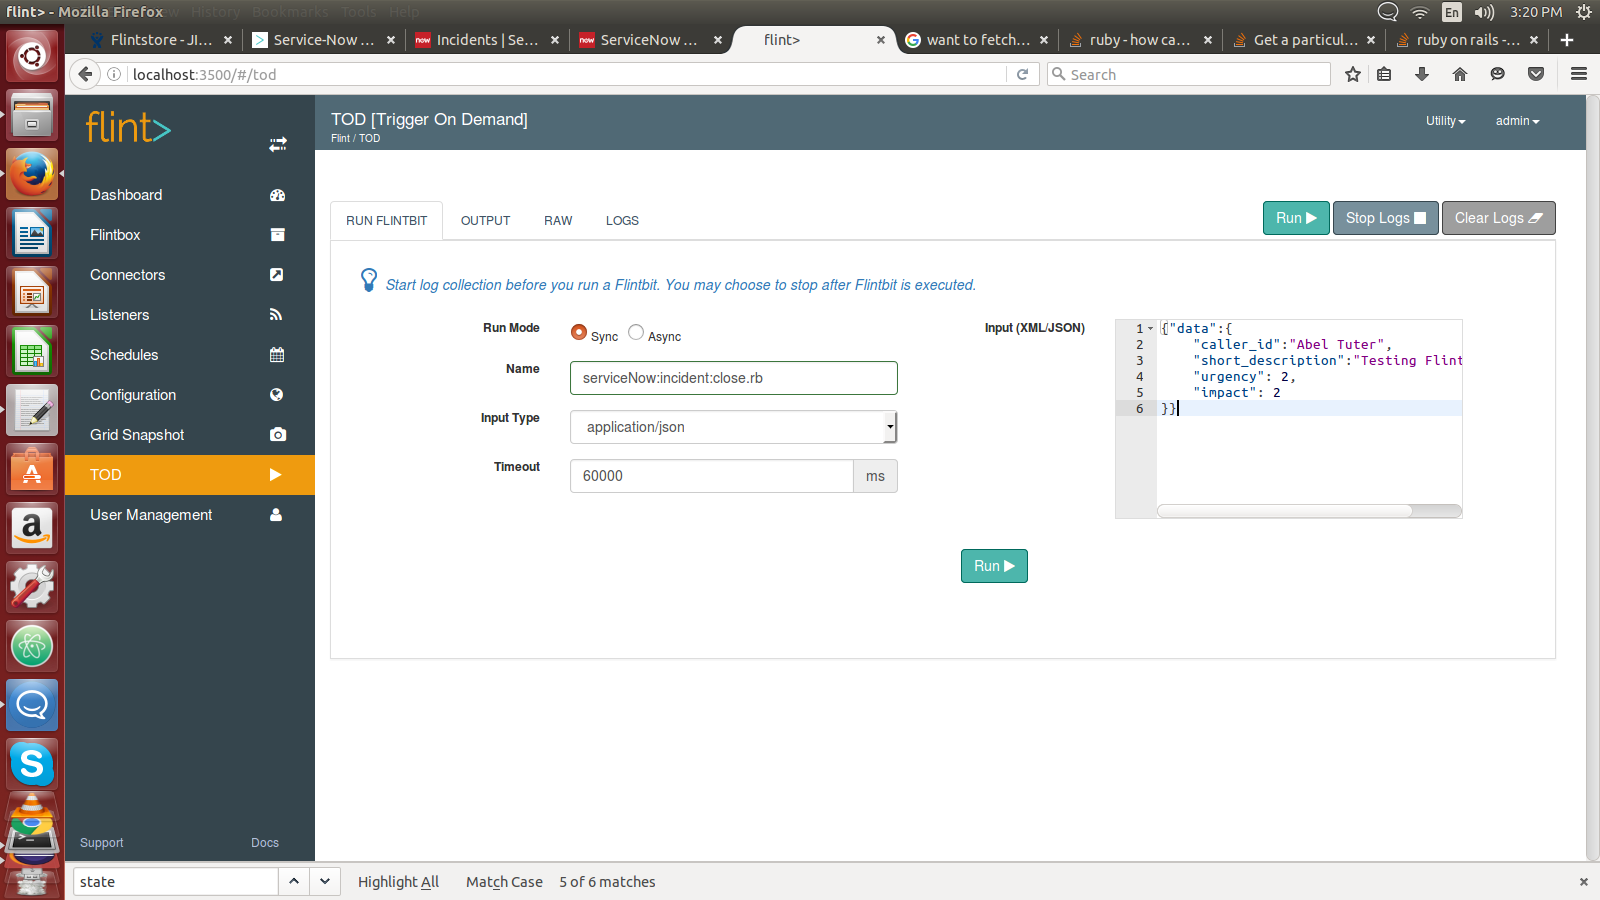 flint> - Mozilla Firefox
View History Bookmarks Tools Help
En 3:20 PM
Flintstore - JI... Service-Now ... Incidents | Se... ServiceNow ... flint> want to fetch... ruby - how ca... Get a particul... ruby on rails -...
localhost:3500/#/tod
Search
flint>
TOD [Trigger On Demand]
Flint / TOD
Utility
admin
Dashboard
Flintbox
Connectors
Listeners
Schedules
Configuration
Grid Snapshot
TOD
User Management
Support
Docs
RUN FLINTBIT OUTPUT RAW LOGS
Run Stop Logs Clear Logs
Start log collection before you run a Flintbit. You may choose to stop after Flintbit is executed.
Run Mode Sync Async
Name serviceNow:incident:close.rb
Input Type application/json
Timeout 60000 ms
Input (XML/JSON)
1 {"data":{
2 "caller_id":"Abel Tuter",
3 "short_description":"Testing Flint
4 "urgency": 2,
5 "impact": 2
6 }}
Run
state Highlight All Match Case 5 of 6 matches